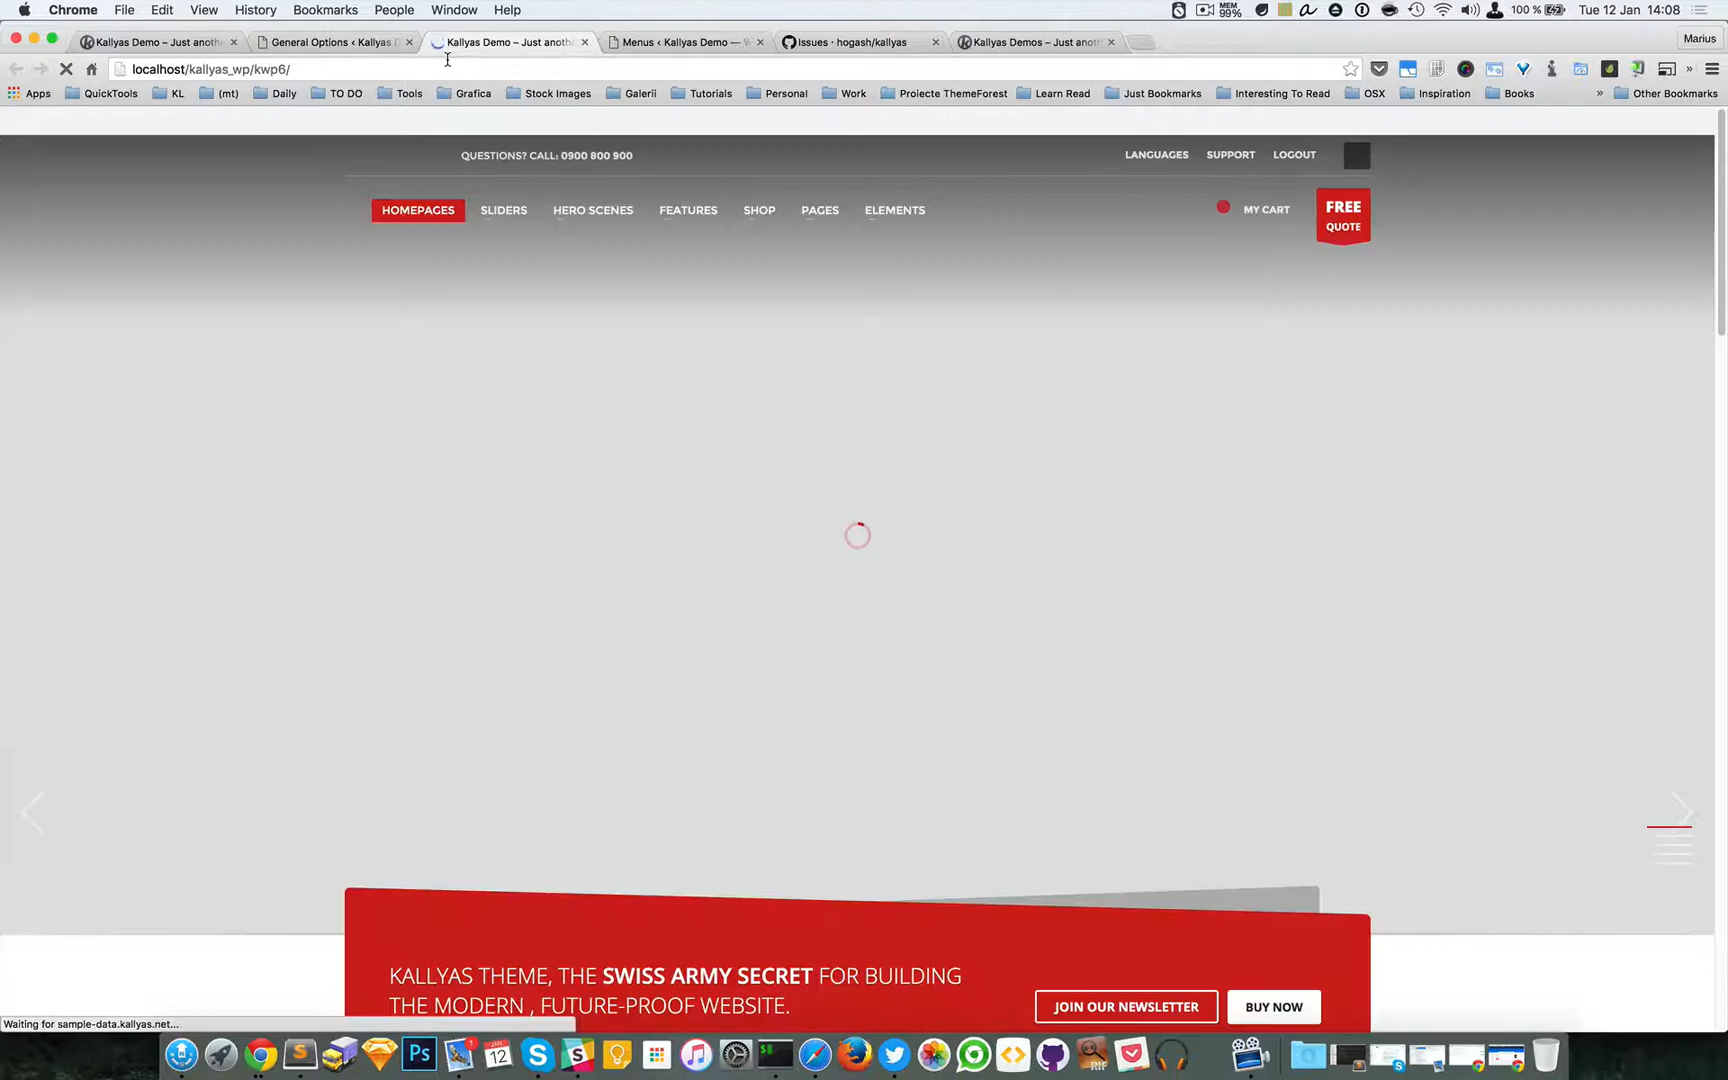 Chrome File Edit View History Bookmarks People Window Help MEM 99% 100 % Tue 12 Jan 14:08
Kallyas Demo – Just anoth General Options ‹ Kallyas D Kallyas Demo – Just anoth Menus ‹ Kallyas Demo — W Issues · hogash/kallyas Kallyas Demos – Just anot Marius
localhost/kallyas_wp/kwp6/
Apps QuickTools KL (mt) Daily TO DO Tools Grafica Stock Images Galerii Tutorials Personal Work Proiecte ThemeForest Learn Read Just Bookmarks Interesting To Read OSX Inspiration Books » Other Bookmarks
QUESTIONS? CALL: 0900 800 900 LANGUAGES SUPPORT LOGOUT
HOMEPAGES SLIDERS HERO SCENES FEATURES SHOP PAGES ELEMENTS MY CART FREE
QUOTE
KALLYAS THEME, THE SWISS ARMY SECRET FOR BUILDING
THE MODERN , FUTURE-PROOF WEBSITE.
JOIN OUR NEWSLETTER BUY NOW
Waiting for sample-data.kallyas.net...
Ps 1 12